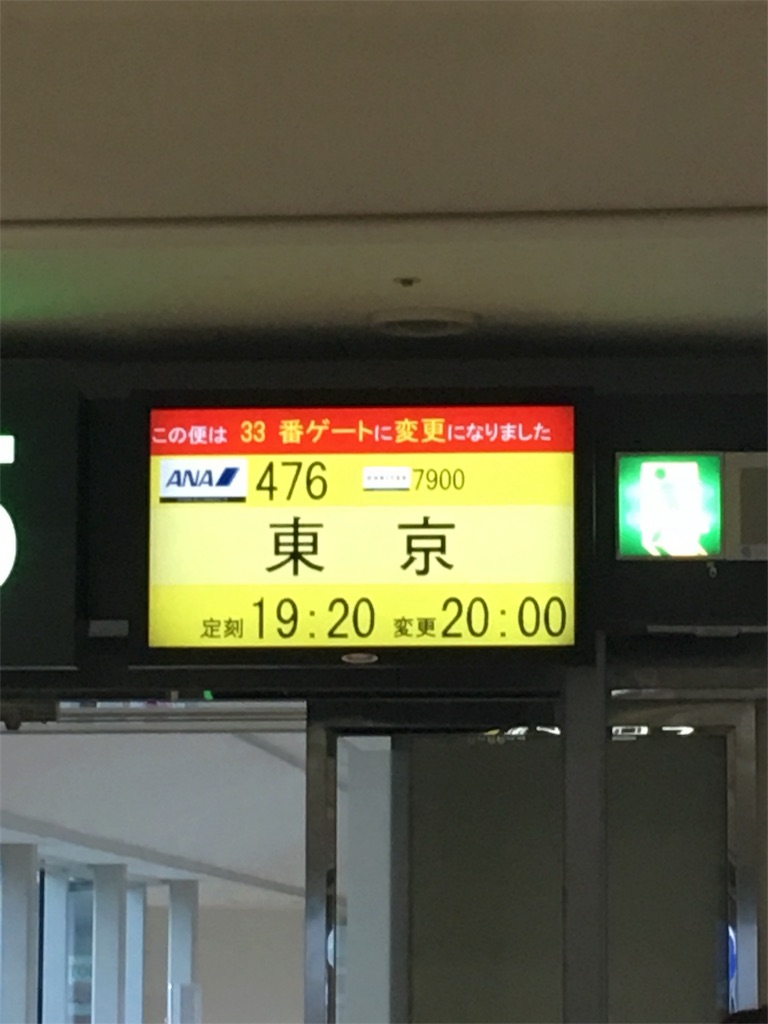 この便は 33 番ゲートに変更になりました
ANA 476 7900
東 京
定刻 19:20 変更 20:00